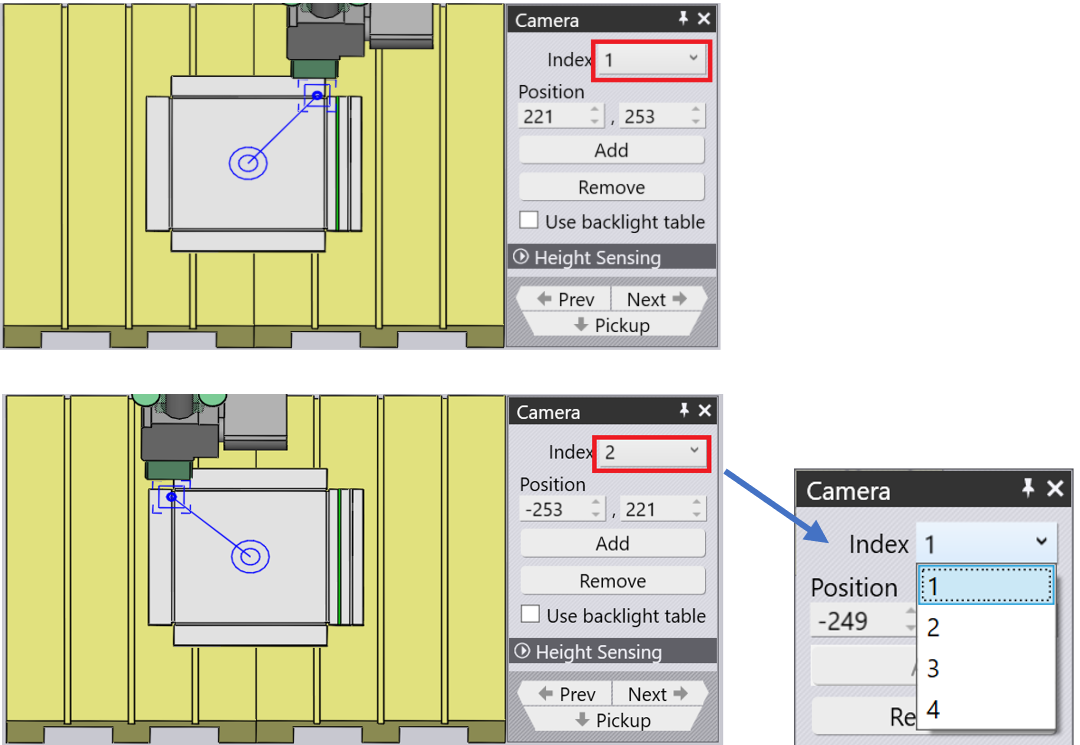 Camera
Index 1
Position
221 , 253
Add
Remove
Use backlight table
Height Sensing
Prev Next
Pickup
Camera
Index 2
Position
-253 , 221
Add
Remove
Use backlight table
Height Sensing
Prev Next
Pickup
Camera
Index 1
1
Position
-249
2
3
Re
4